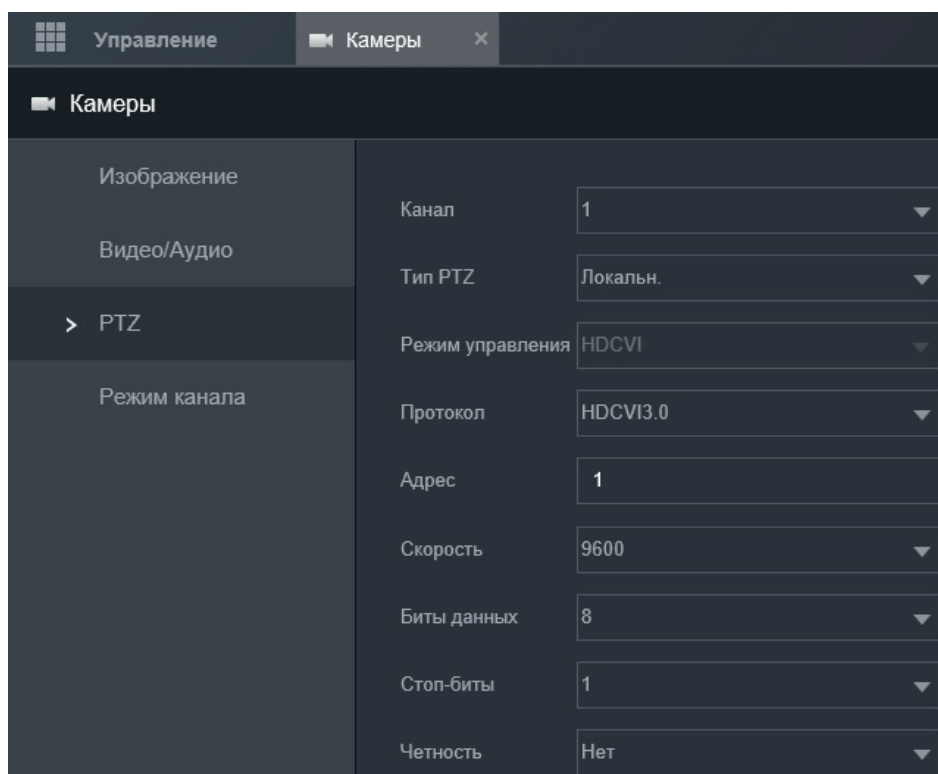 Управление
Камеры ×
Камеры
Изображение
Видео/Аудио
> PTZ
Режим канала
Канал 1
Тип PTZ Локальн.
Режим управления HDCVI
Протокол HDCVI3.0
Адрес 1
Скорость 9600
Биты данных 8
Стоп-биты 1
Четность Нет